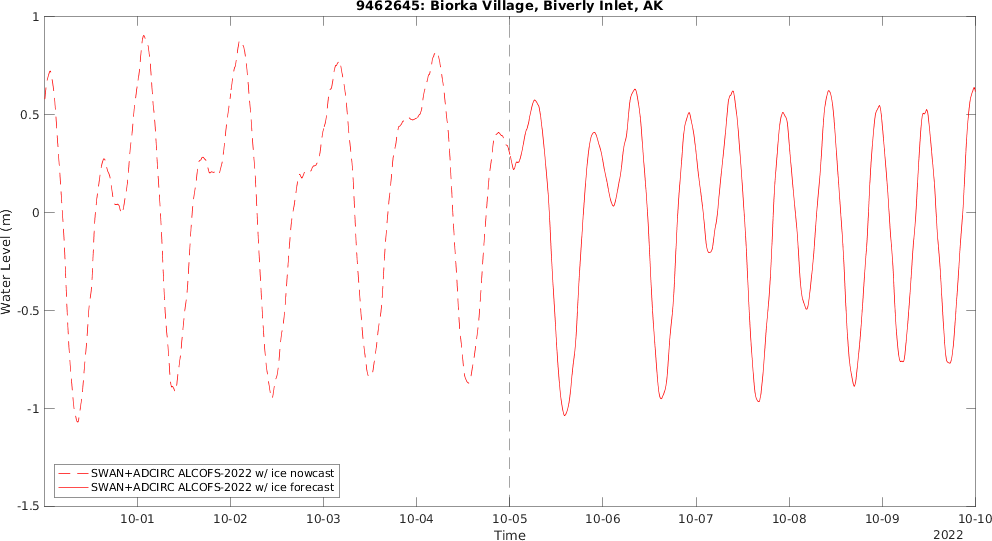 9462645: Biorka Village, Biverly Inlet, AK
Water Level (m)
1
0.5
0
-0.5
-1
-1.5
SWAN+ADCIRC ALCOFS-2022 w/ ice nowcast
SWAN+ADCIRC ALCOFS-2022 w/ ice forecast
10-01 10-02 10-03 10-04 10-05 10-06 10-07 10-08 10-09 10-10
Time
2022